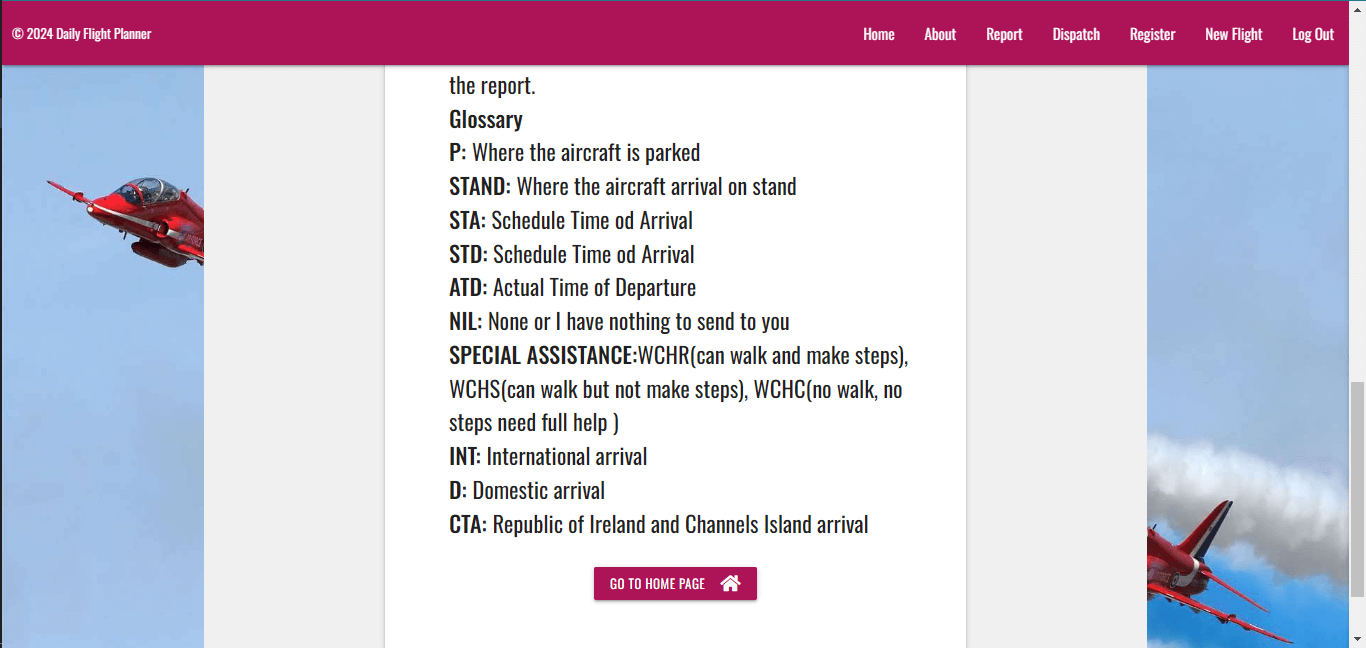 © 2024 Daily Flight Planner
Home About Report Dispatch Register New Flight Log Out
the report.
Glossary
P: Where the aircraft is parked
STAND: Where the aircraft arrival on stand
STA: Schedule Time od Arrival
STD: Schedule Time od Arrival
ATD: Actual Time of Departure
NIL: None or I have nothing to send to you
SPECIAL ASSISTANCE:WCHR(can walk and make steps),
WCHS(can walk but not make steps), WCHC(no walk, no
steps need full help )
INT: International arrival
D: Domestic arrival
CTA: Republic of Ireland and Channels Island arrival
GO TO HOME PAGE